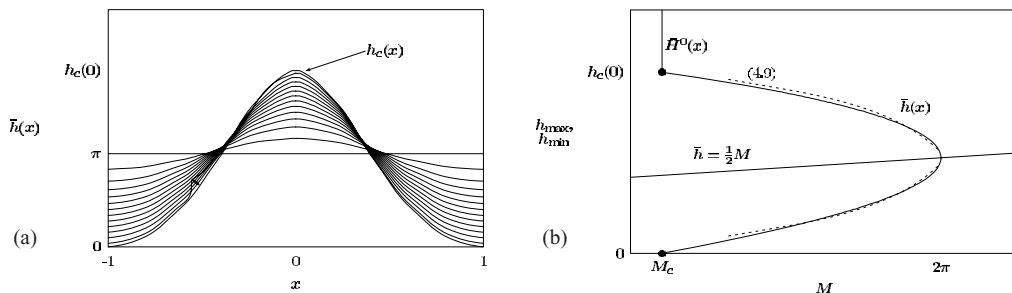 h_c(0)
h̄(x)
π
0
-1
0
1
x
h_c(x)
(a)
h_c(0)
h_max,
h_min
0
H̄⁰(x)
(4.9)
h̄(x)
h̄ = ½M
M_c
2π
M
(b)